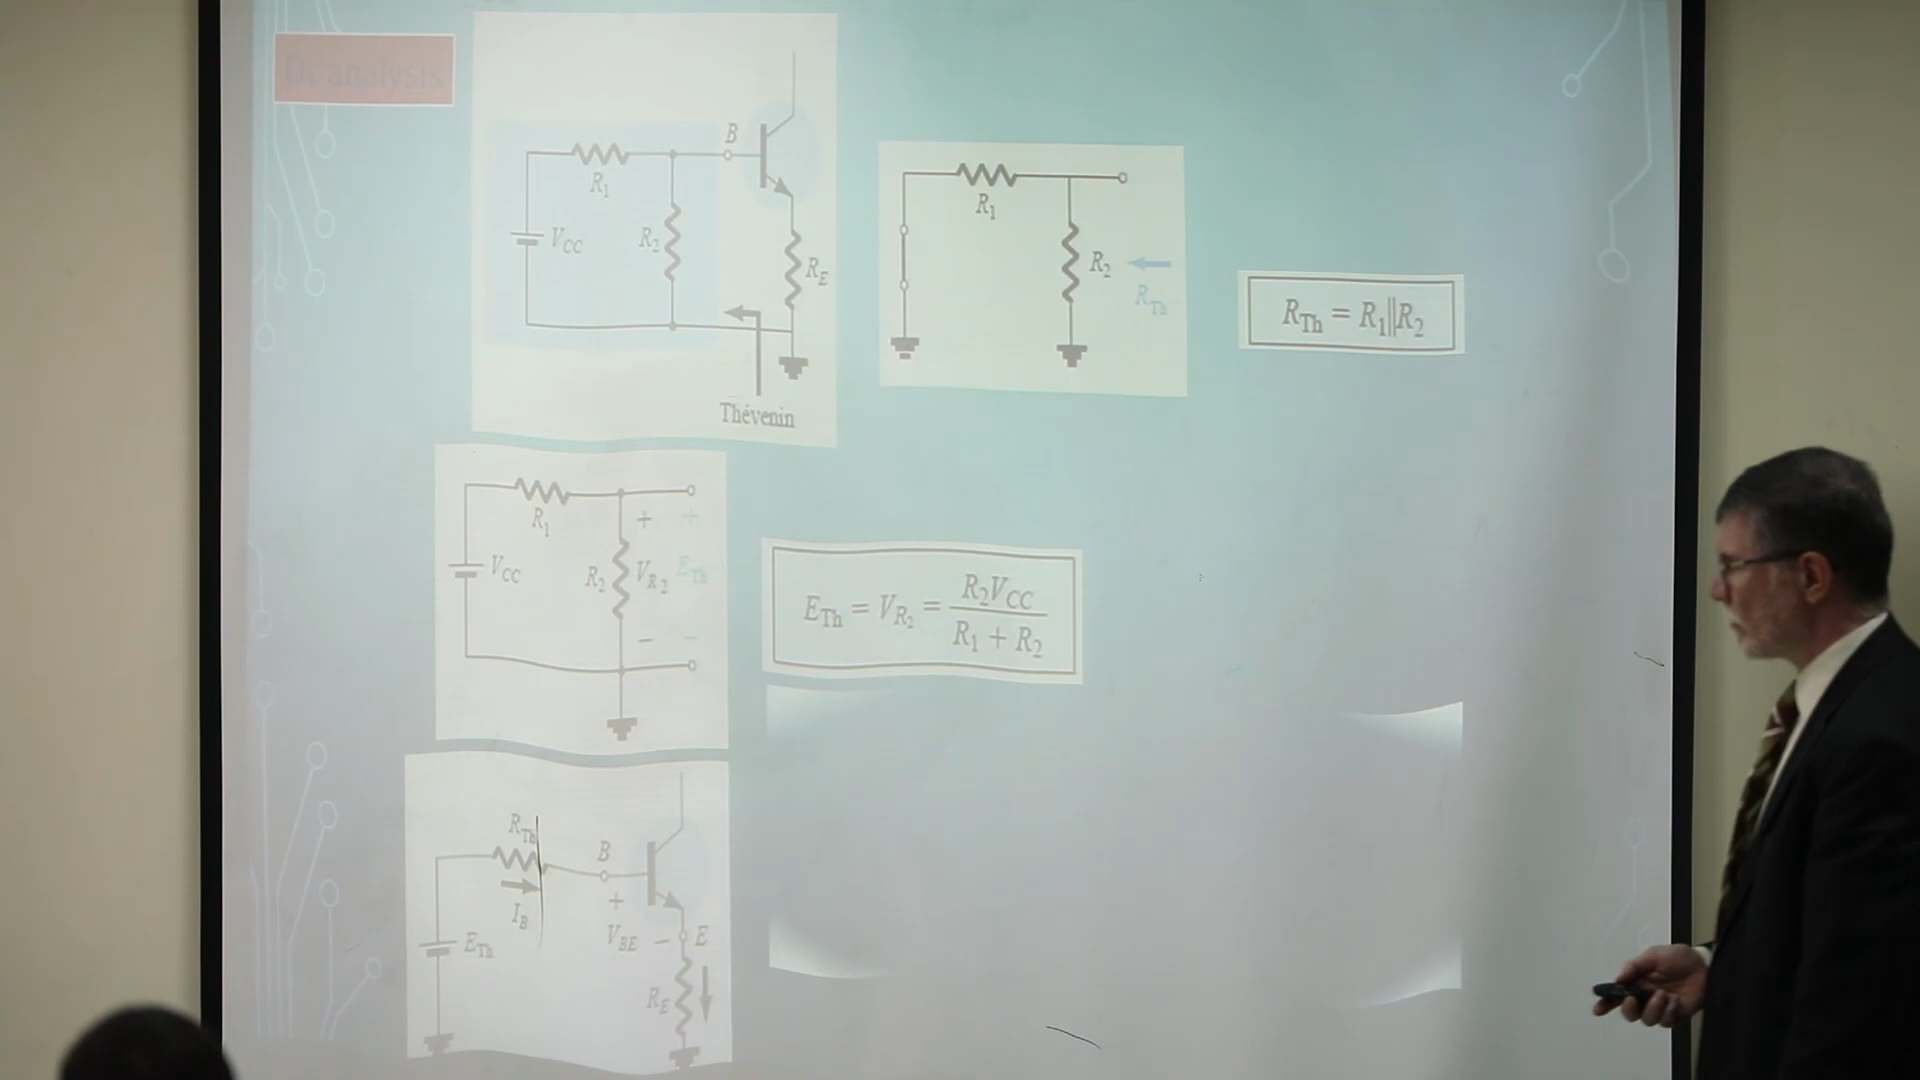 Dc analysis
B
R1
VCC
R2
RE
Thévenin
R1
R2
RTh
RTh = R1||R2
R1
+ +
VCC
R2
VR2
ETh
− −
ETh = VR2 = R2VCC / R1 + R2
RTh
B
IB
+
VBE
−
E
ETh
RE